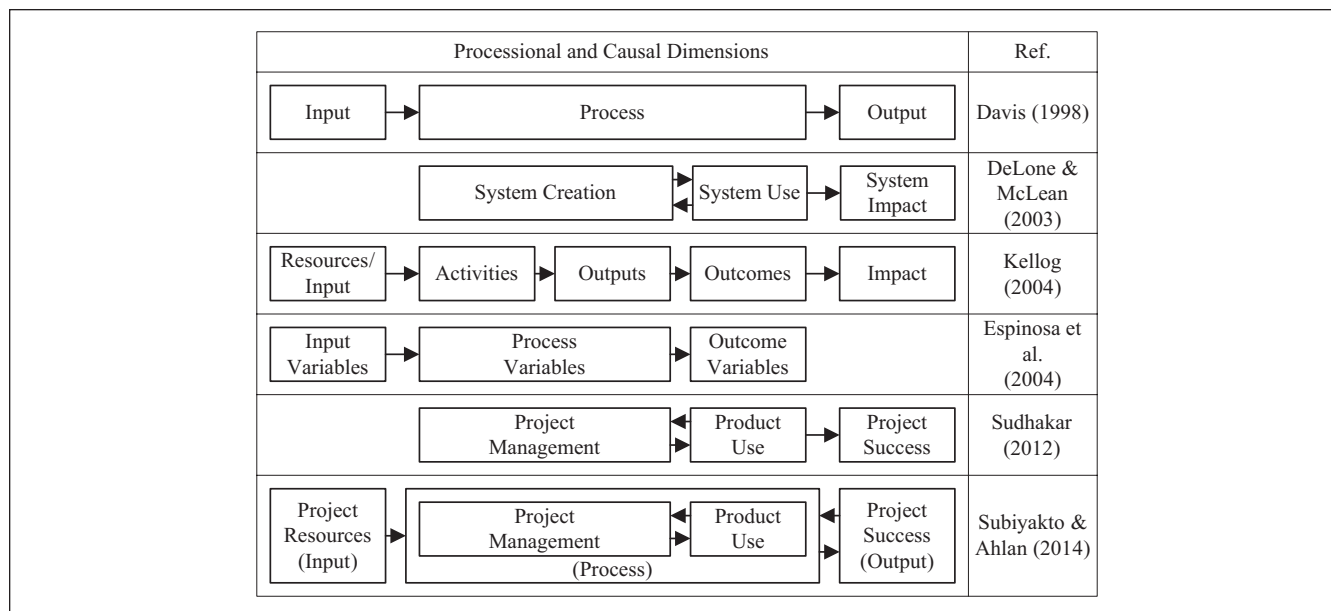 Processional and Causal Dimensions
Ref.
Input
Process
Output
Davis (1998)
System Creation
System Use
System
Impact
DeLone &
McLean
(2003)
Resources/
Input
Activities
Outputs
Outcomes
Impact
Kellog
(2004)
Input
Variables
Process
Variables
Outcome
Variables
Espinosa et
al.
(2004)
Project
Management
Product
Use
Project
Success
Sudhakar
(2012)
Project
Resources
(Input)
Project
Management
Product
Use
(Process)
Project
Success
(Output)
Subiyakto &
Ahlan (2014)